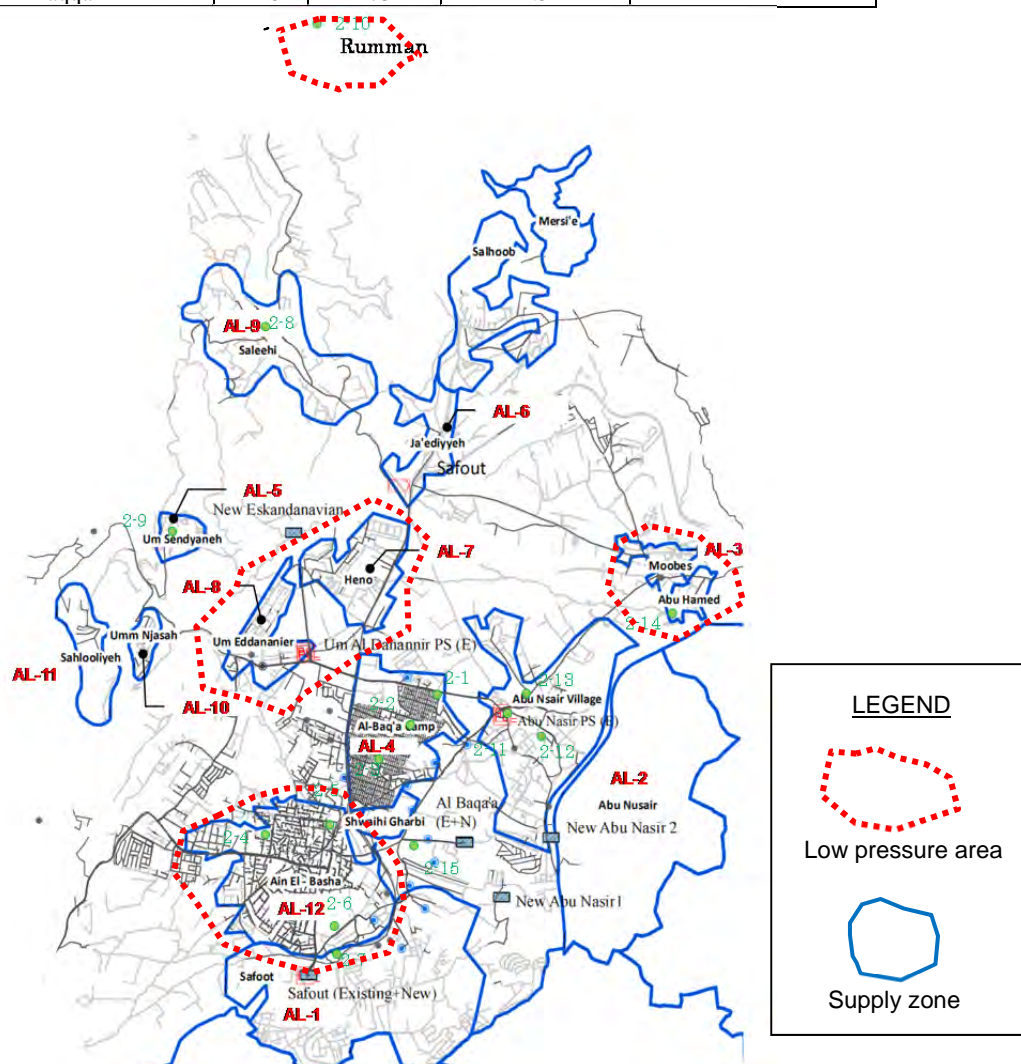 2-10
Rumman
Mersi'e
Salhoob
AL-9 2-8
Saleehi
AL-6
Ja'ediyyeh
Safout
AL-5
New Eskandanavian
2-9
Um Sendyaneh
AL-7
AL-3
Moobes
Heno
AL-8
Abu Hamed
2-14
Umm Njasah
Um Eddananier
Um Al Danannir PS (E)
Sahlooliyeh
AL-11
AL-10
2-1
2-13
Abu Nsair Village
2-2
Al-Baq'a Camp
Abu Nasir PS (E)
2-11
2-12
AL-4
AL-2
Abu Nusair
Al Baqa'a
(E+N)
Shwaihi Gharbi
New Abu Nasir 2
2-4
2-15
Ain El - Basha
AL-12
2-6
New Abu Nasir 1
Safoot
Safout (Existing+New)
AL-1
LEGEND
Low pressure area
Supply zone